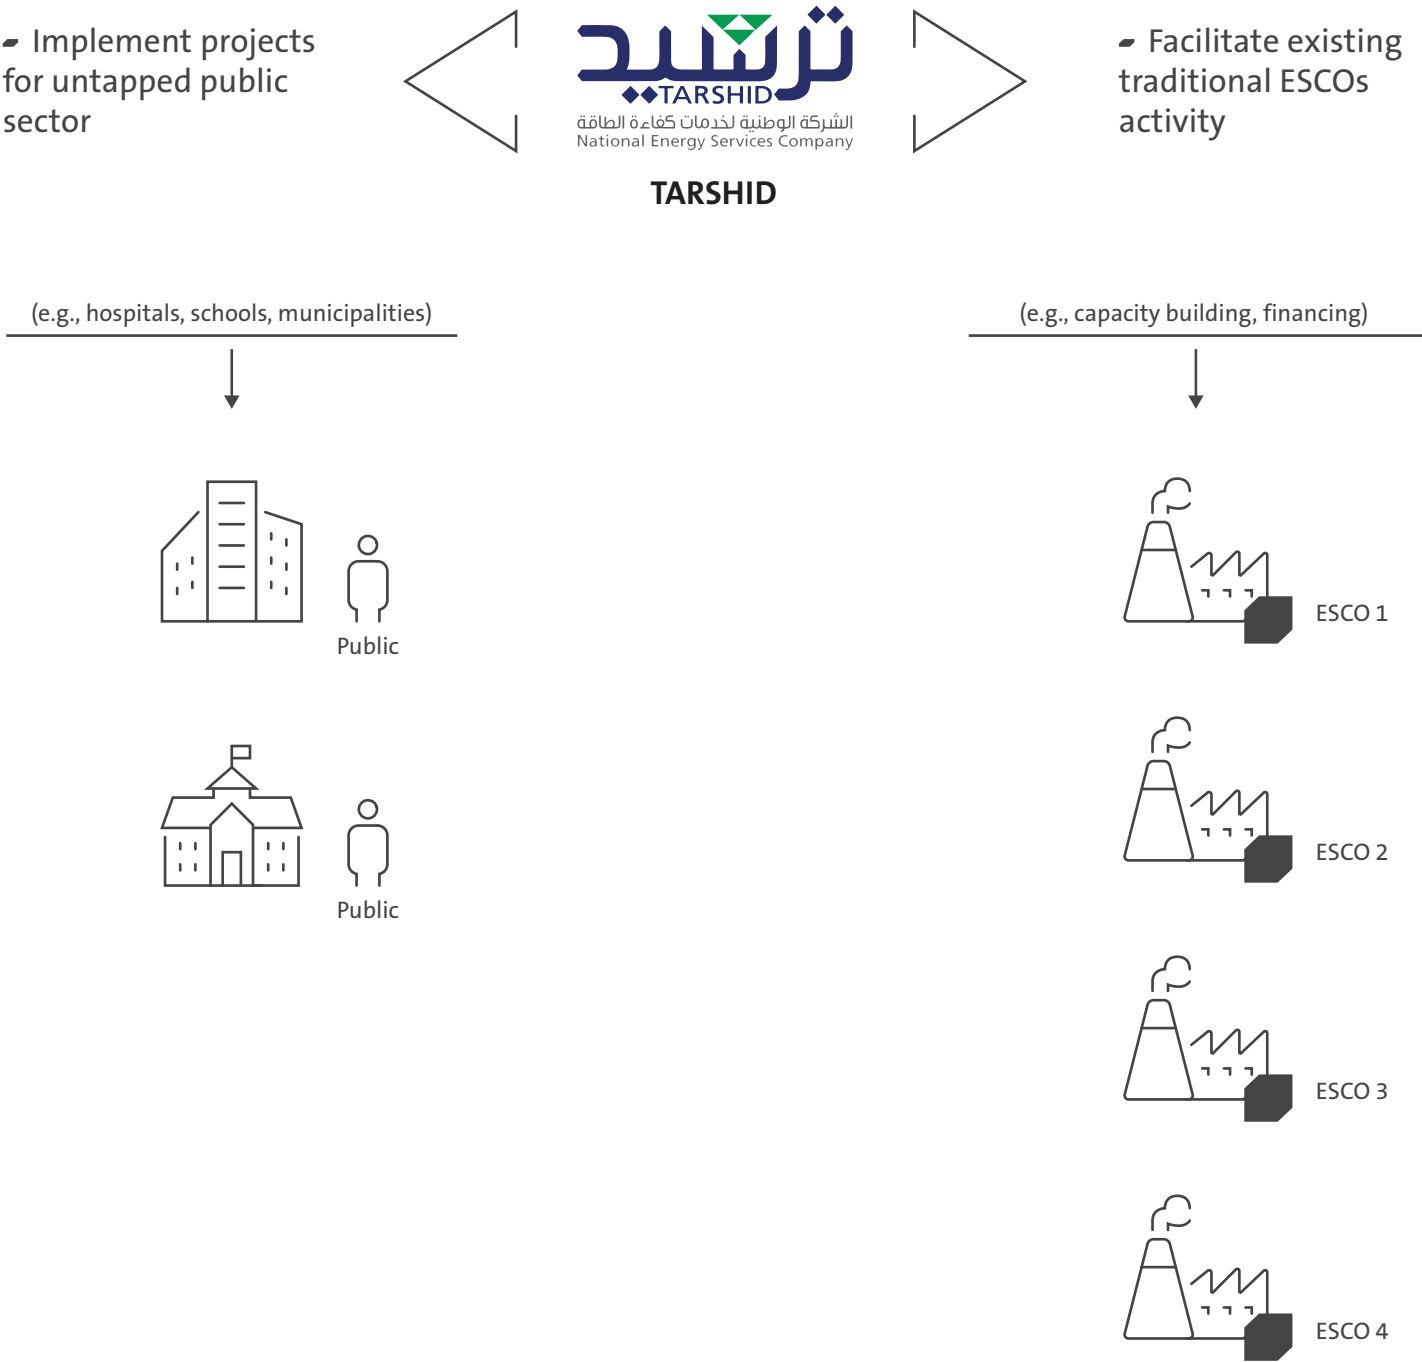 - Implement projects
for untapped public
sector
ترشيد
TARSHID
الشركة الوطنية لخدمات كفاءة الطاقة
National Energy Services Company
TARSHID
- Facilitate existing
traditional ESCOs
activity
(e.g., hospitals, schools, municipalities)
Public
Public
(e.g., capacity building, financing)
ESCO 1
ESCO 2
ESCO 3
ESCO 4